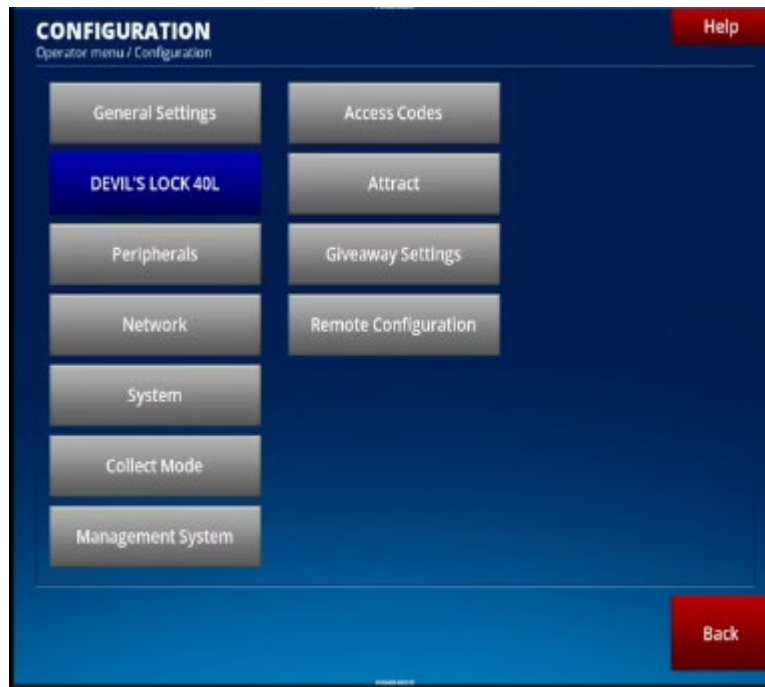 CONFIGURATION
Help
Operator menu / Configuration
General Settings
Access Codes
DEVIL'S LOCK 40L
Attract
Peripherals
Giveaway Settings
Network
Remote Configuration
System
Collect Mode
Management System
Back